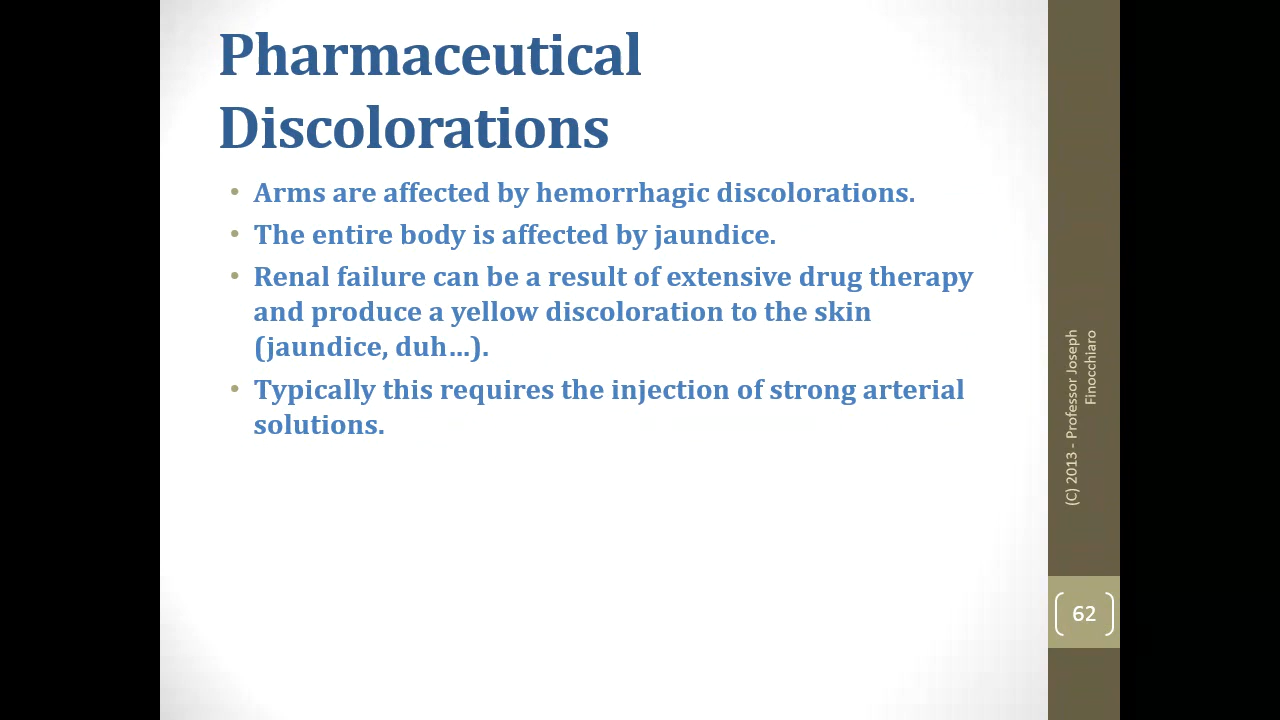 Pharmaceutical
Discolorations
• Arms are affected by hemorrhagic discolorations.
• The entire body is affected by jaundice.
• Renal failure can be a result of extensive drug therapy
and produce a yellow discoloration to the skin
(jaundice, duh…).
• Typically this requires the injection of strong arterial
solutions.
(C) 2013 - Professor Joseph
Finocchiaro
62